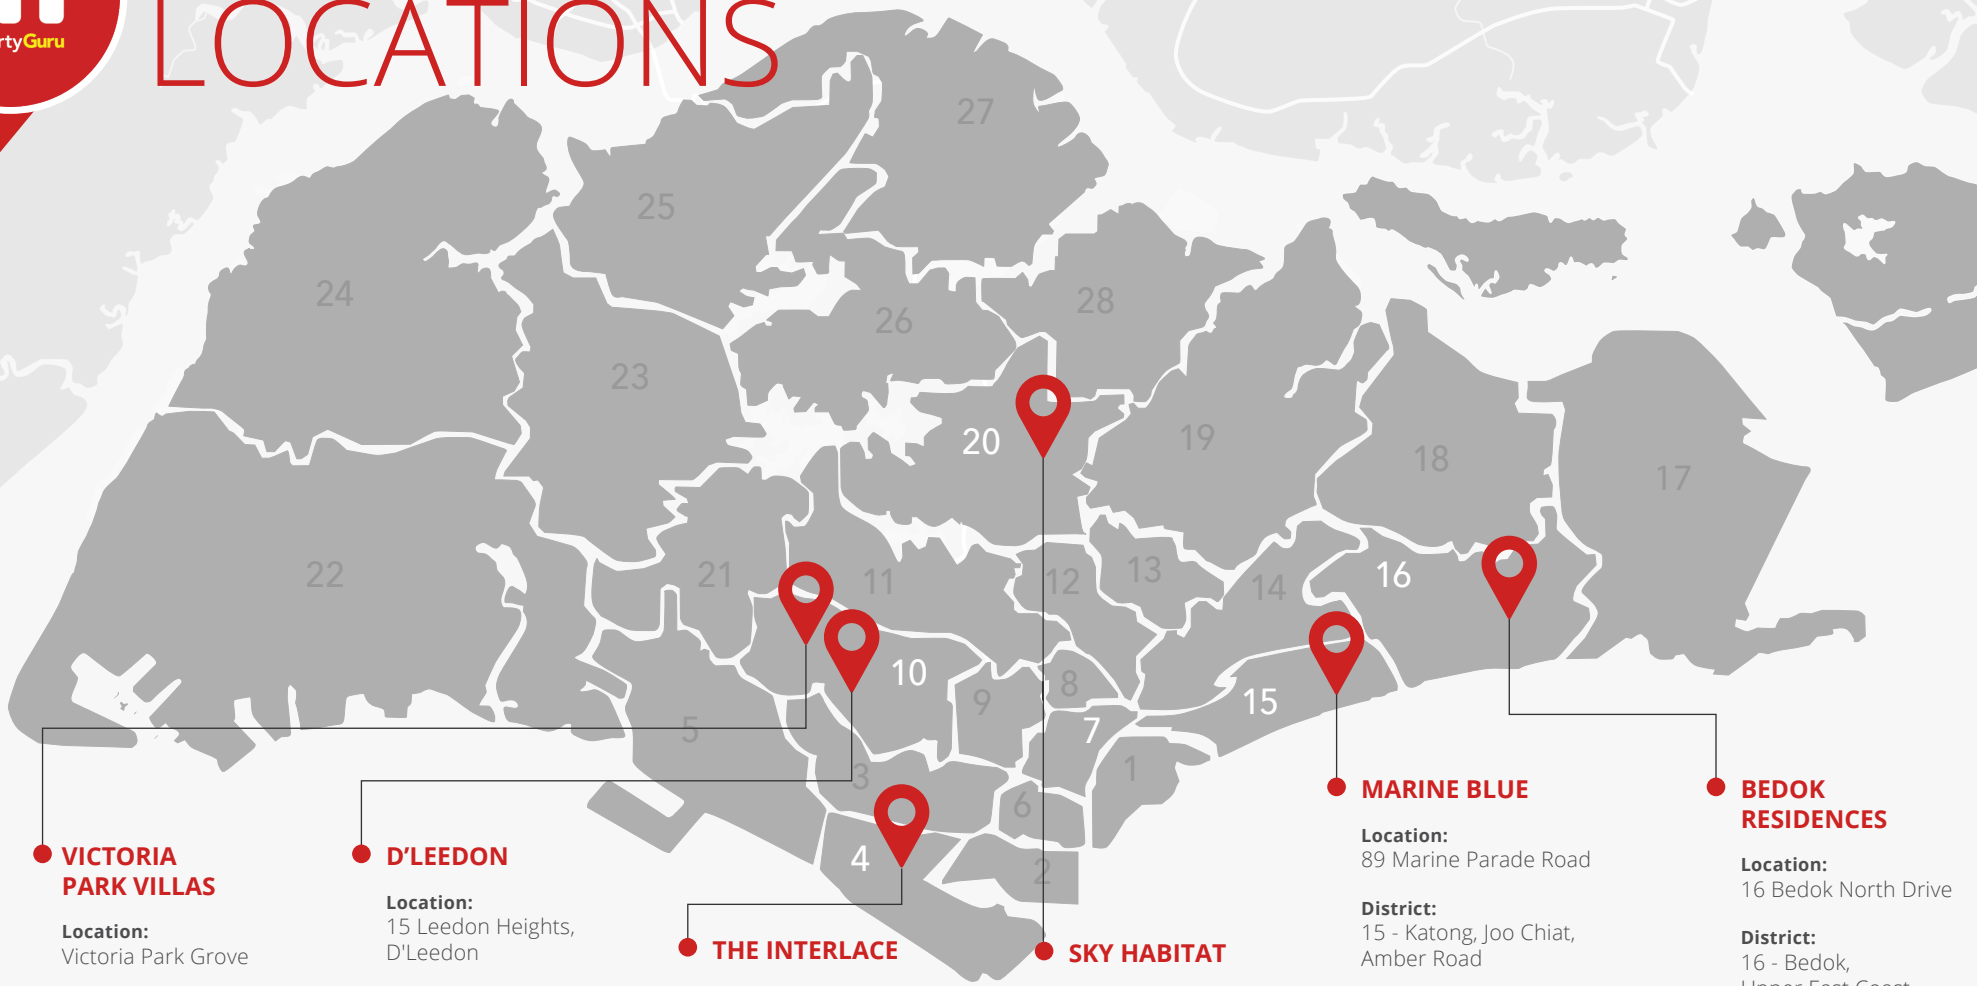 LOCATIONS
rtyGuru
27
25
24
28
26
23
20
19
18
17
22
21
11
12
13
14
16
10
9
8
15
5
7
3
1
6
4
2
VICTORIA
PARK VILLAS
Location:
Victoria Park Grove
D'LEEDON
Location:
15 Leedon Heights,
D'Leedon
THE INTERLACE
SKY HABITAT
MARINE BLUE
Location:
89 Marine Parade Road
District:
15 - Katong, Joo Chiat,
Amber Road
BEDOK
RESIDENCES
Location:
16 Bedok North Drive
District:
16 - Bedok,
Upper East Coast